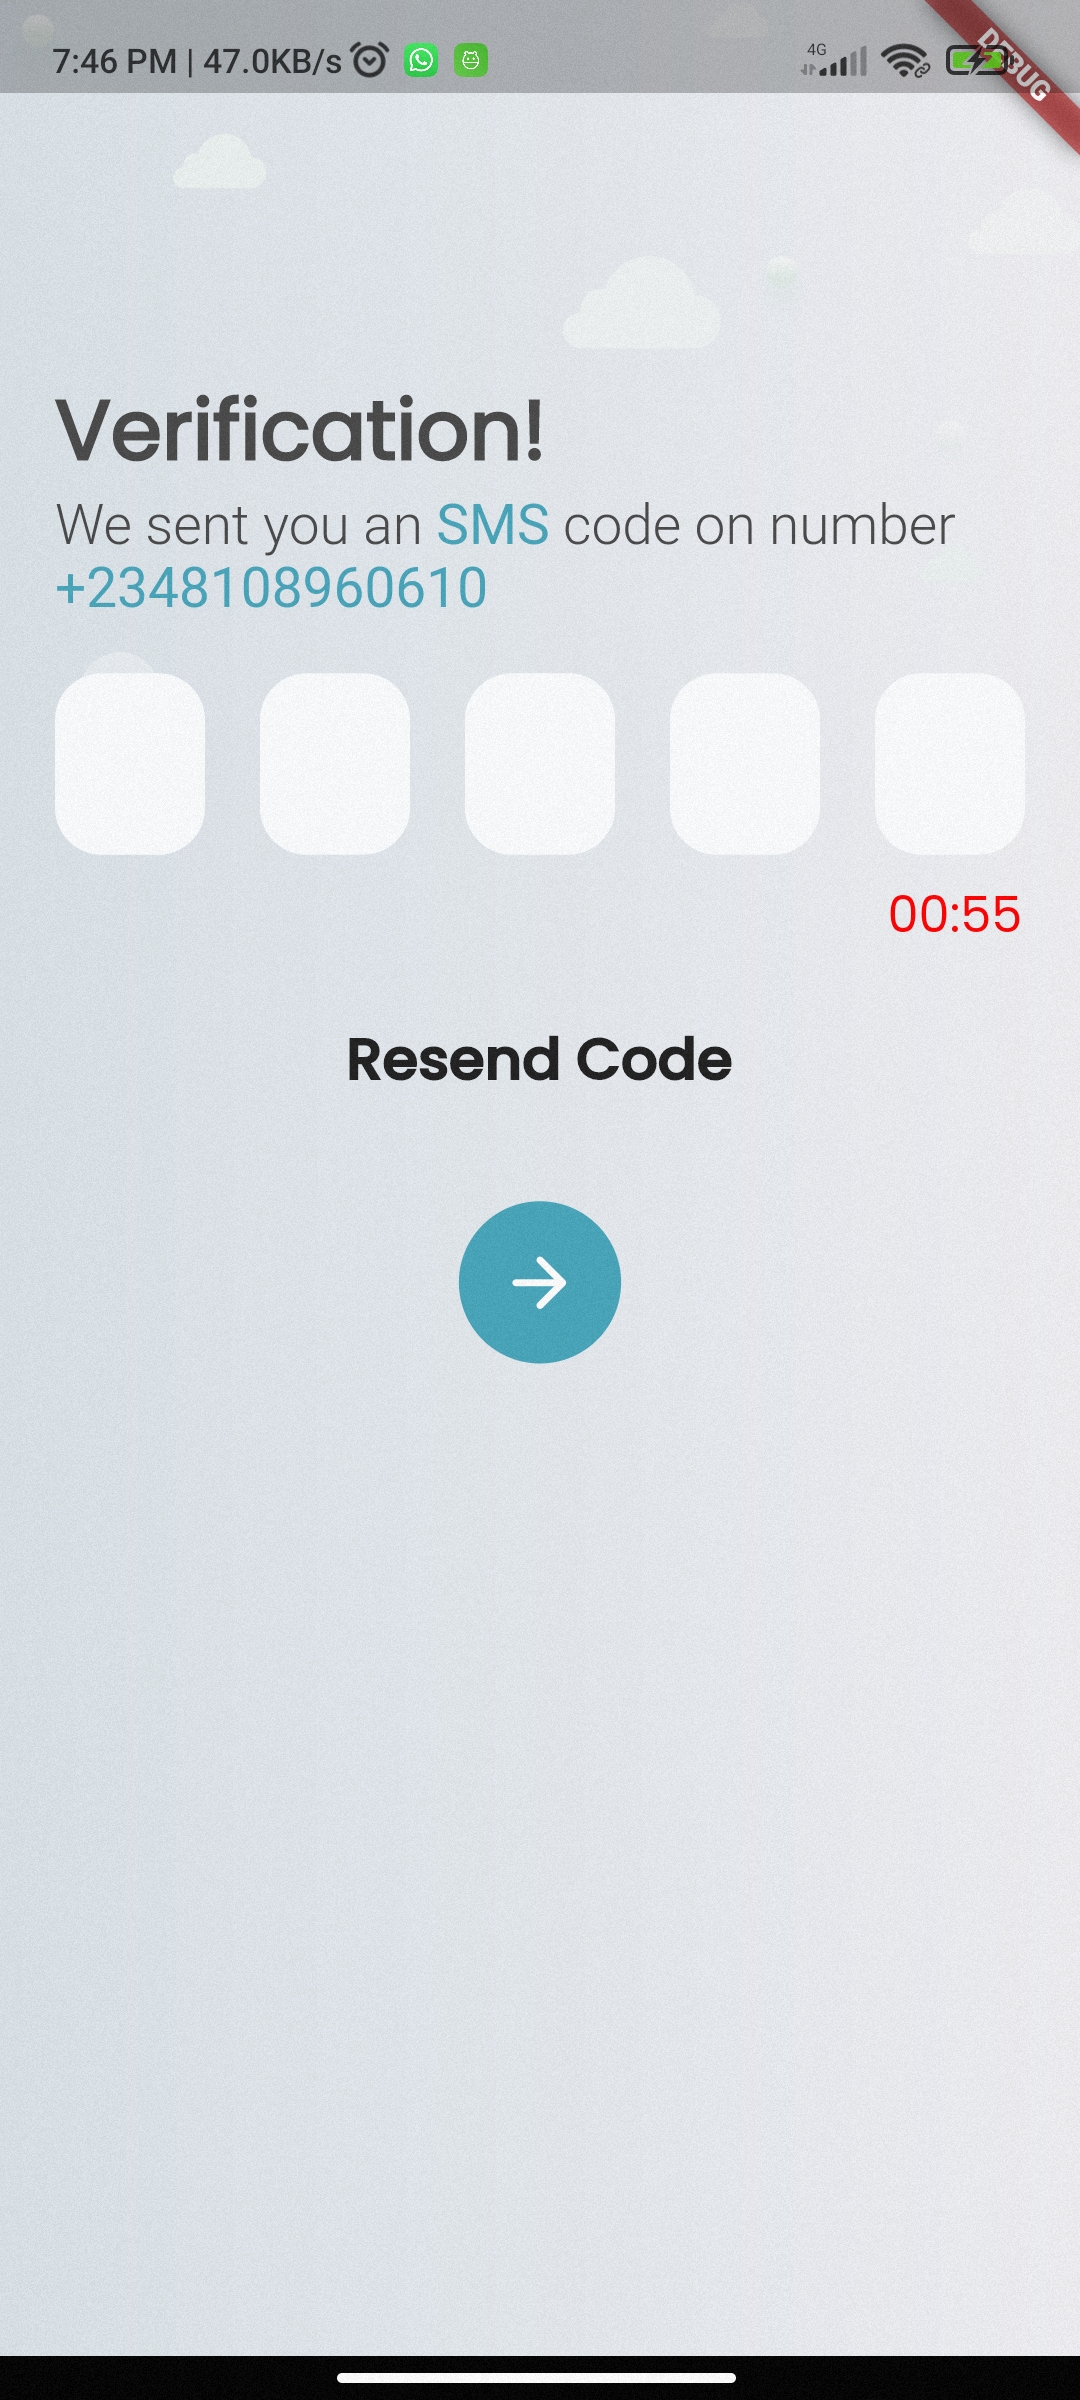 7:46 PM | 47.0KB/s
4G
DEBUG
Verification!
We sent you an SMS code on number
+2348108960610
00:55
Resend Code